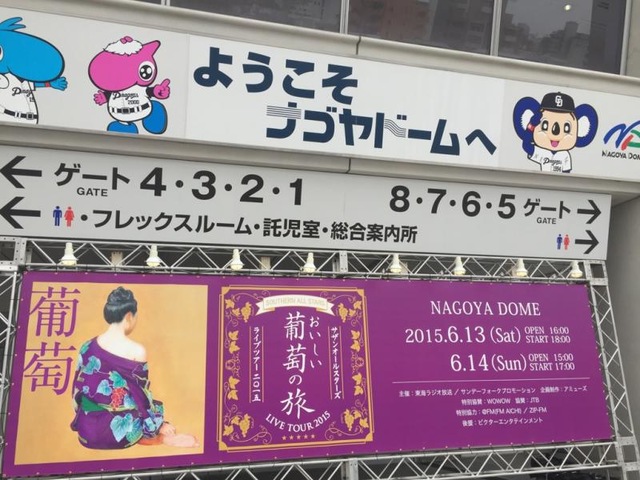 ようこそ
ナゴヤドームへ
Dragons
Dragons
2000
CD
Dragons
1994
NAGOYA DOME
← ゲート 4・3・2・1
GATE
8・7・6・5 ゲート →
GATE
← ・フレックスルーム・託児室・総合案内所
→
葡萄
SOUTHERN ALL STARS
サザンオールスターズ
おいしい
葡萄の旅
ライブツアー二〇一五
LIVE TOUR 2015
NAGOYA DOME
2015.6.13(Sat) OPEN 16:00
START 18:00
6.14(Sun) OPEN 15:00
START 17:00
主催:東海ラジオ放送 / サンデーフォークプロモーション 企画制作:アミューズ
特別協賛:WOWOW 協賛:JTB
特別協力:@FM(FM AICHI) / ZIP-FM
後援:ビクターエンタテインメント